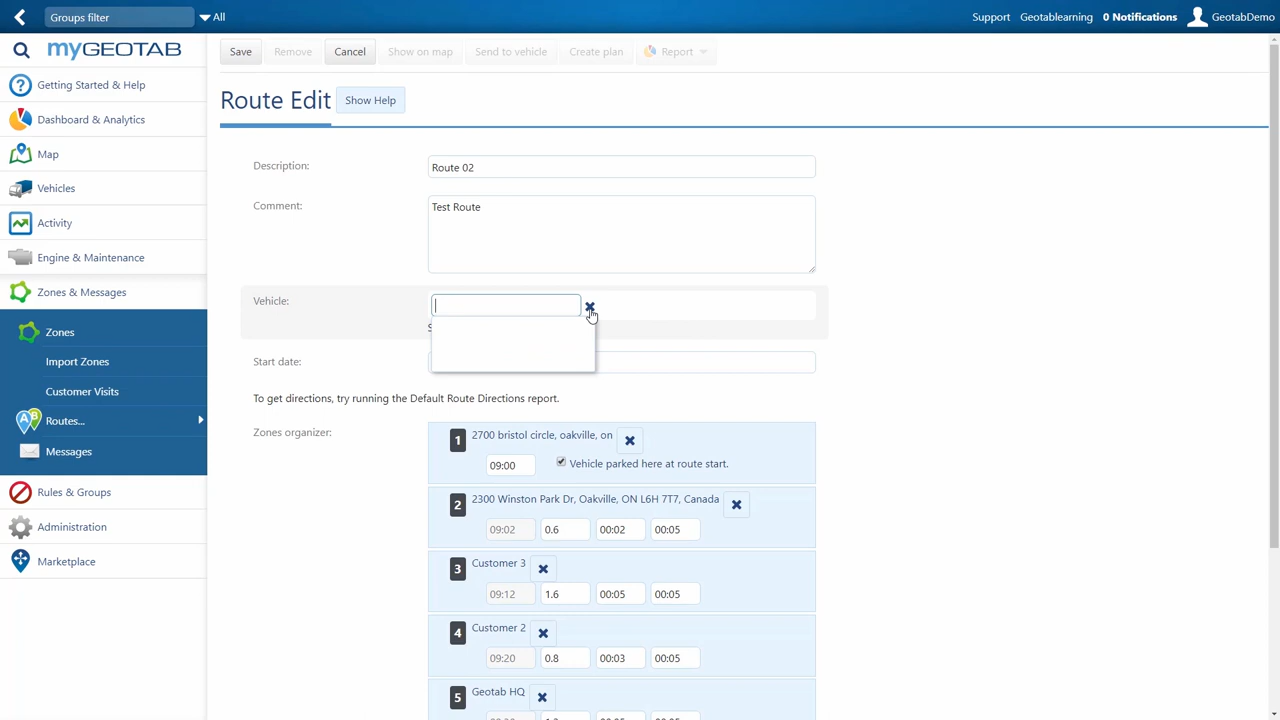 Groups filter
All
Support
Geotablearning
0 Notifications
GeotabDemo
myGEOTAB
Getting Started & Help
Dashboard & Analytics
Map
Vehicles
Activity
Engine & Maintenance
Zones & Messages
Zones
Import Zones
Customer Visits
A B Routes...
Messages
Rules & Groups
Administration
Marketplace
Save
Remove
Cancel
Show on map
Send to vehicle
Create plan
Report
Route Edit
Show Help
Description:
Route 02
Comment:
Test Route
Vehicle:
Start date:
To get directions, try running the Default Route Directions report.
Zones organizer:
1 2700 bristol circle, oakville, on
09:00 Vehicle parked here at route start.
2 2300 Winston Park Dr, Oakville, ON L6H 7T7, Canada
09:02 0.6 00:02 00:05
3 Customer 3
09:12 1.6 00:05 00:05
4 Customer 2
09:20 0.8 00:03 00:05
5 Geotab HQ